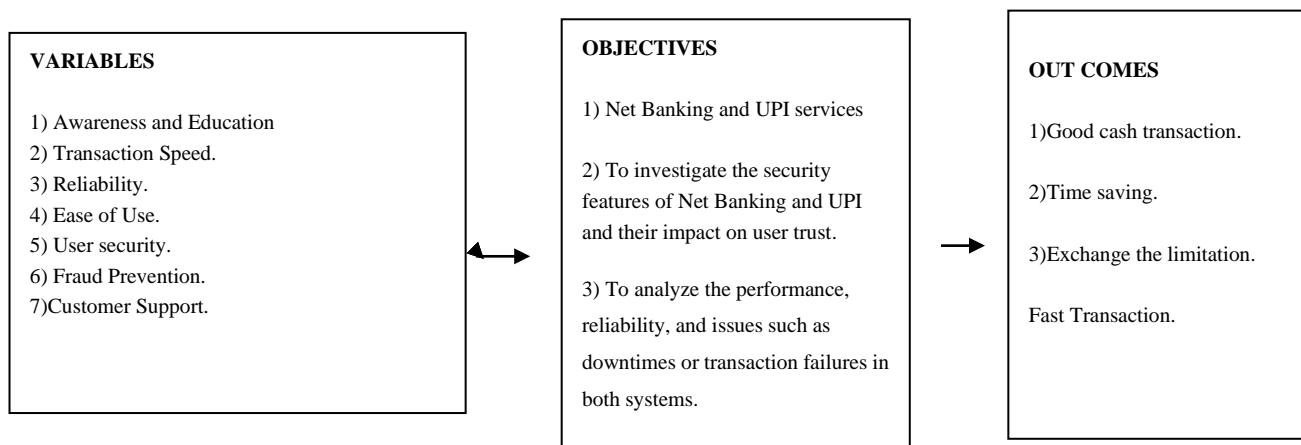 VARIABLES
1) Awareness and Education
2) Transaction Speed.
3) Reliability.
4) Ease of Use.
5) User security.
6) Fraud Prevention.
7)Customer Support.
OBJECTIVES
1) Net Banking and UPI services
2) To investigate the security
features of Net Banking and UPI
and their impact on user trust.
3) To analyze the performance,
reliability, and issues such as
downtimes or transaction failures in
both systems.
OUT COMES
1)Good cash transaction.
2)Time saving.
3)Exchange the limitation.
Fast Transaction.